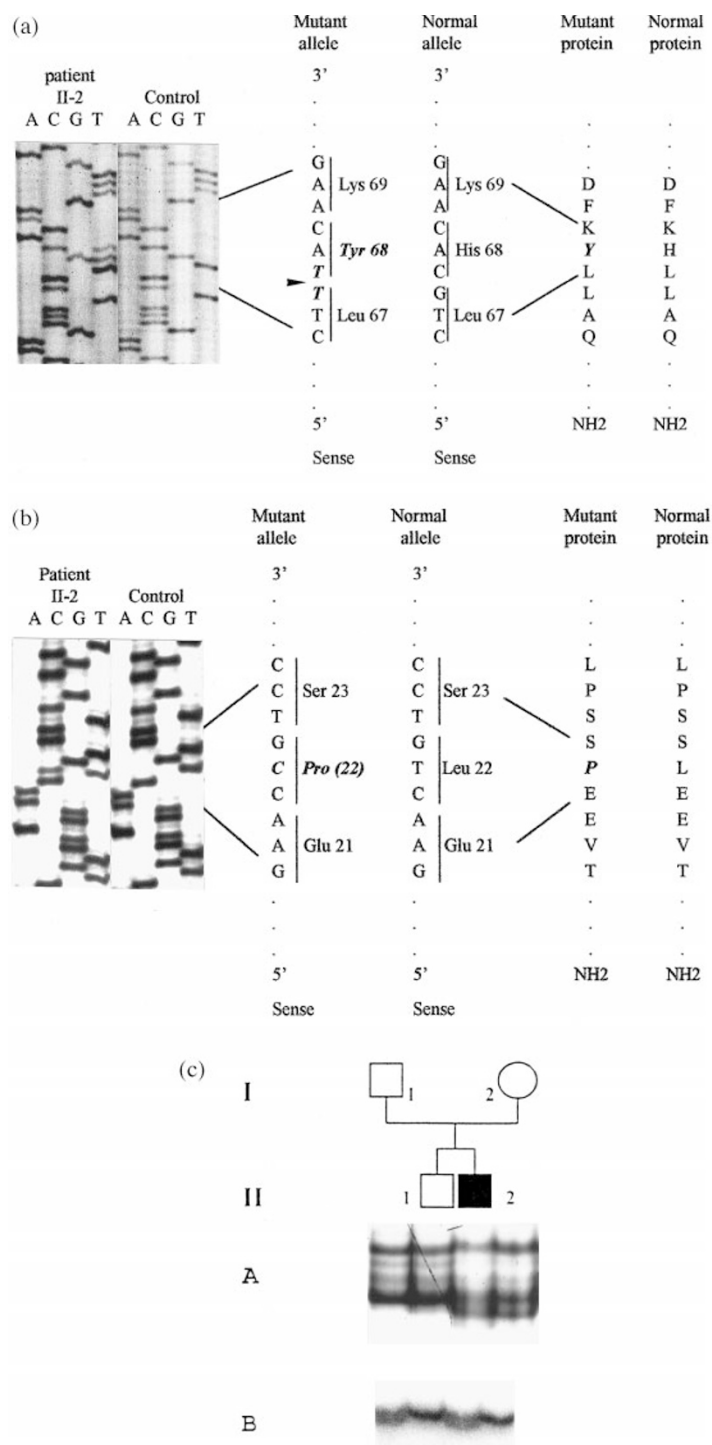 (a)
Mutant allele
Normal allele
Mutant protein
Normal protein
patient II-2
Control
A C G T
A C G T
3'
3'
G
A
A
Lys 69
C
A
T
Tyr 68
T
T
C
Leu 67
5'
Sense
G
A
A
Lys 69
C
A
C
His 68
G
T
C
Leu 67
5'
Sense
D
F
K
Y
L
L
A
Q
NH2
D
F
K
H
L
L
A
Q
NH2
(b)
Mutant allele
Normal allele
Mutant protein
Normal protein
Patient II-2
Control
A C G T
A C G T
3'
3'
C
C
T
Ser 23
G
C
C
Pro (22)
A
A
G
Glu 21
5'
Sense
C
C
T
Ser 23
G
T
C
Leu 22
A
A
G
Glu 21
5'
Sense
L
P
S
S
P
E
E
V
T
NH2
L
P
S
S
L
E
E
V
T
NH2
(c)
I
1
2
II
1
2
A
B